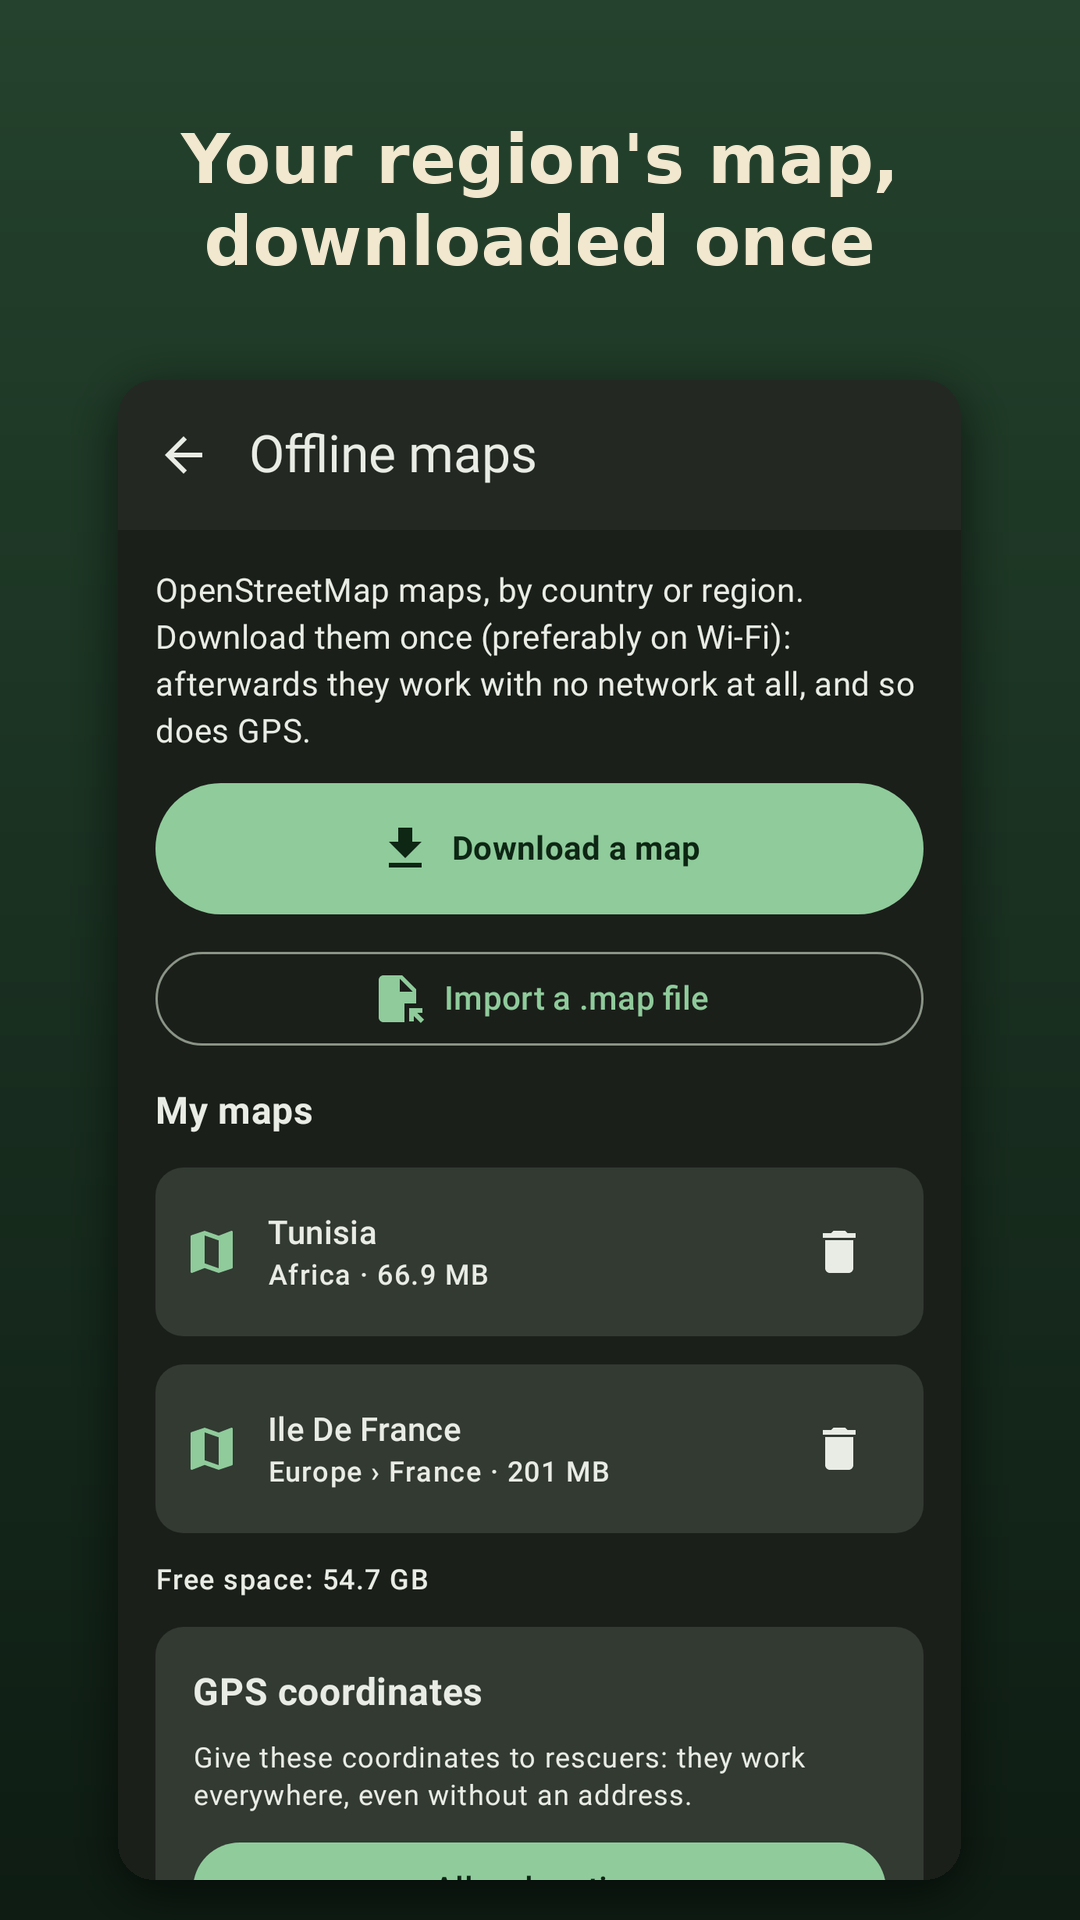 Your region's map,
downloaded once
Offline maps
OpenStreetMap maps, by country or region.
Download them once (preferably on Wi-Fi):
afterwards they work with no network at all, and so
does GPS.
Download a map
Import a .map file
My maps
Tunisia
Africa · 66.9 MB
Ile De France
Europe › France · 201 MB
Free space: 54.7 GB
GPS coordinates
Give these coordinates to rescuers: they work
everywhere, even without an address.